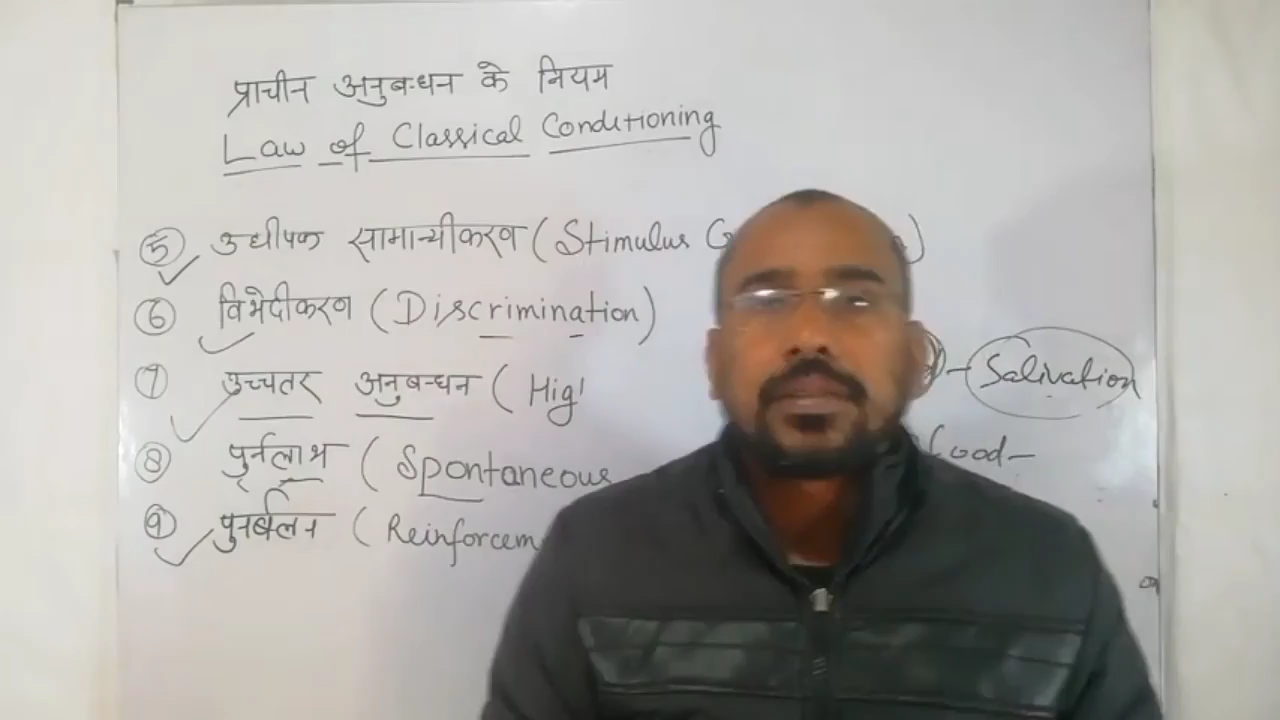 प्राचीन अनुबन्धन के नियम
Law of Classical Conditioning
5 उद्यीपक सामान्यीकरण (Stimulus G
6 विभेदीकरण (Discrimination)
7 उच्चतर अनुबन्धन (Hig
- Salivation
8 पुर्नलाभ (Spontaneous
Food-
9 पुनर्बलन (Reinforcem